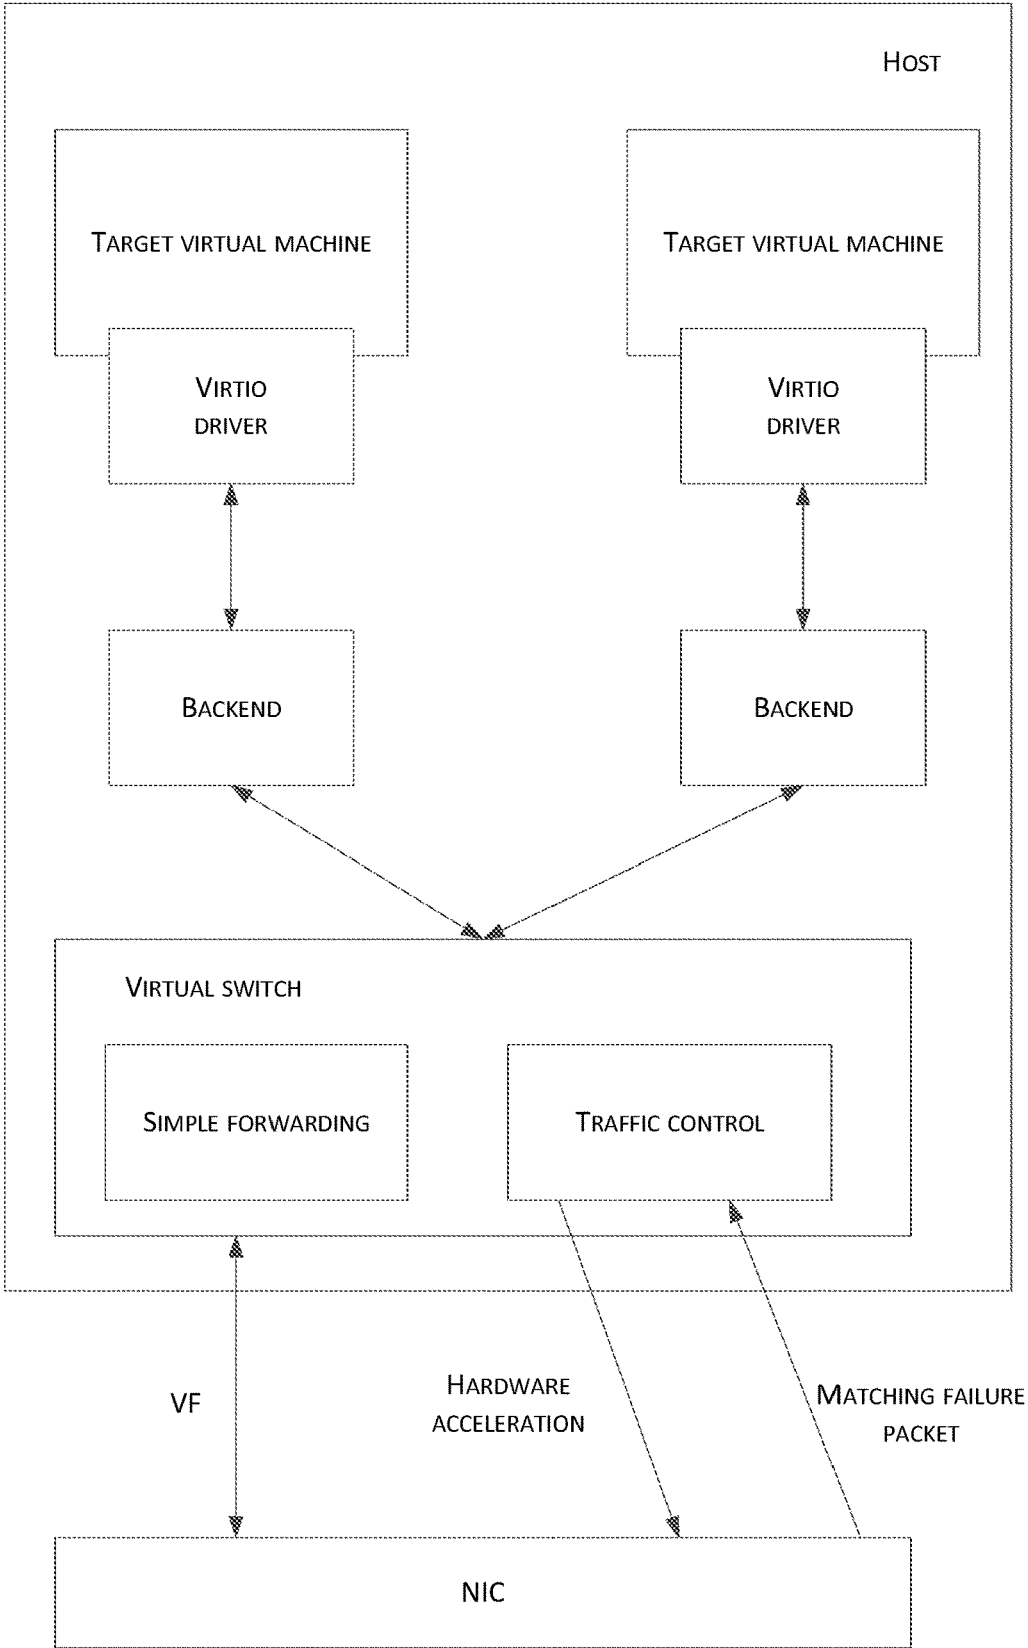 HOST
TARGET VIRTUAL MACHINE
TARGET VIRTUAL MACHINE
VIRTIO
DRIVER
VIRTIO
DRIVER
BACKEND
BACKEND
VIRTUAL SWITCH
SIMPLE FORWARDING
TRAFFIC CONTROL
VF
HARDWARE
ACCELERATION
MATCHING FAILURE
PACKET
NIC